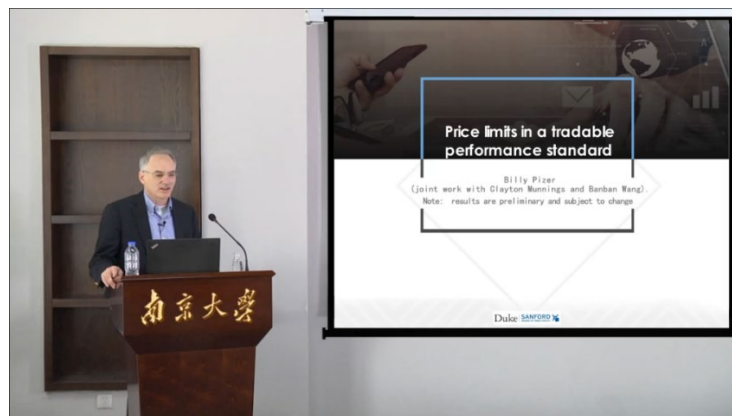 Price limits in a tradable
performance standard
Billy Pizer
(joint work with Clayton Munnings and Banban Wang).
Note: results are preliminary and subject to change
Duke SANFORD
南京大學